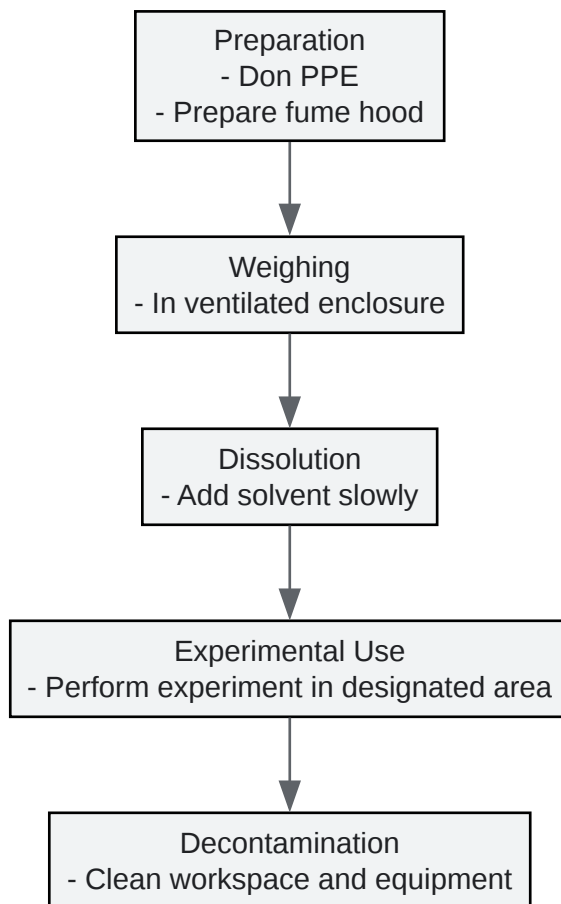 Preparation
- Don PPE
- Prepare fume hood
Weighing
- In ventilated enclosure
Dissolution
- Add solvent slowly
Experimental Use
- Perform experiment in designated area
Decontamination
- Clean workspace and equipment